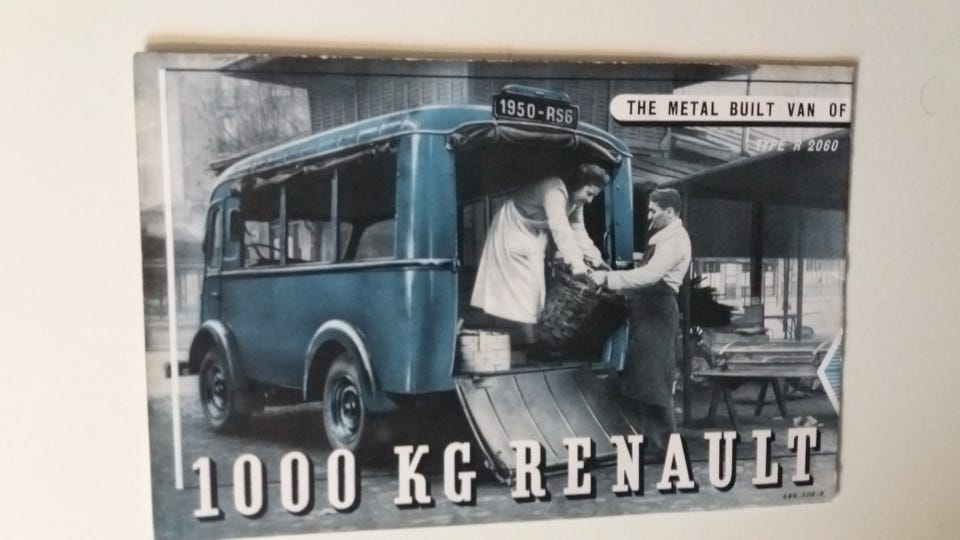 1950-RS6
THE METAL BUILT VAN OF
TYPE R 2060
1000 KG RENAULT